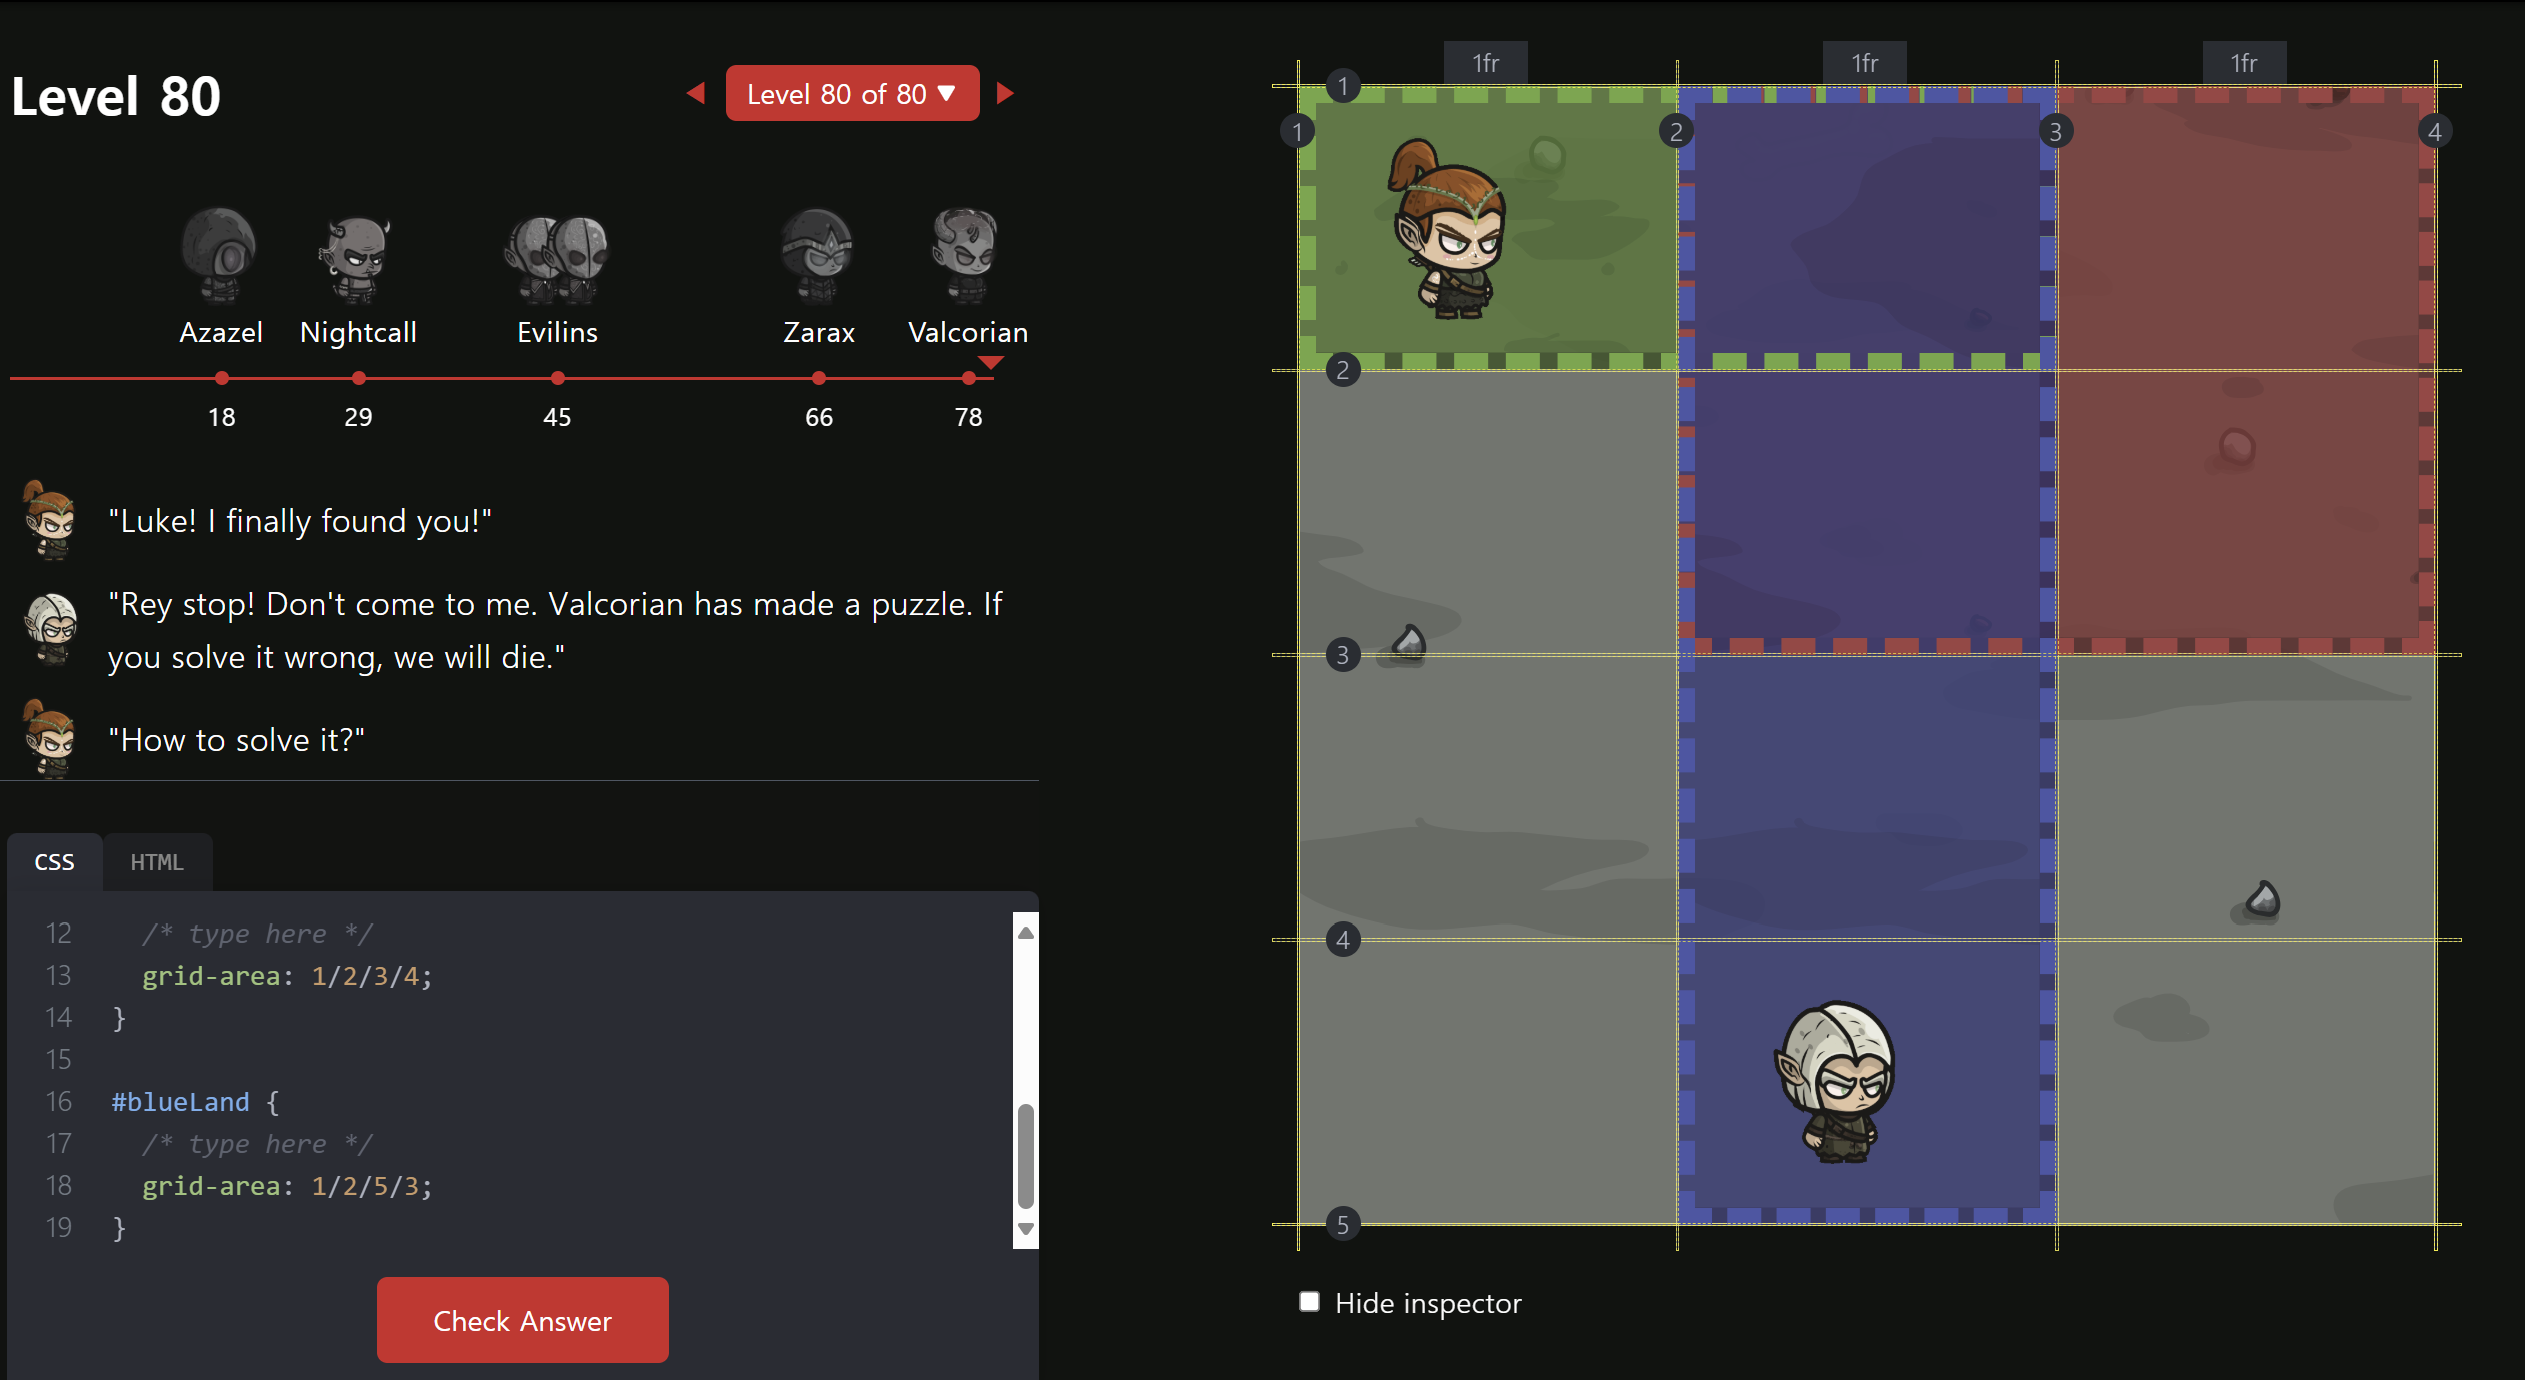 Level 80
Level 80 of 80 ▼
Azazel
Nightcall
Evilins
Zarax
Valcorian
18
29
45
66
78
"Luke! I finally found you!"
"Rey stop! Don't come to me. Valcorian has made a puzzle. If
you solve it wrong, we will die."
"How to solve it?"
CSS
HTML
12 /* type here */
13 grid-area: 1/2/3/4;
14 }
15
16 #blueLand {
17 /* type here */
18 grid-area: 1/2/5/3;
19 }
Check Answer
1fr
1fr
1fr
1
1
2
3
4
2
3
4
5
Hide inspector